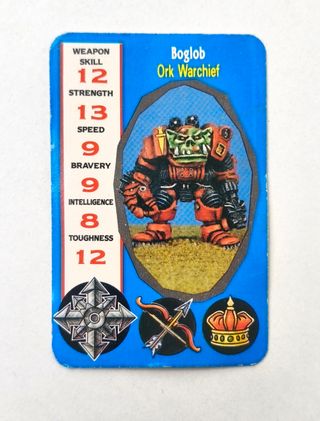 WEAPON
SKILL
12
STRENGTH
13
SPEED
9
BRAVERY
9
INTELLIGENCE
8
TOUGHNESS
12
Boglob
Ork Warchief